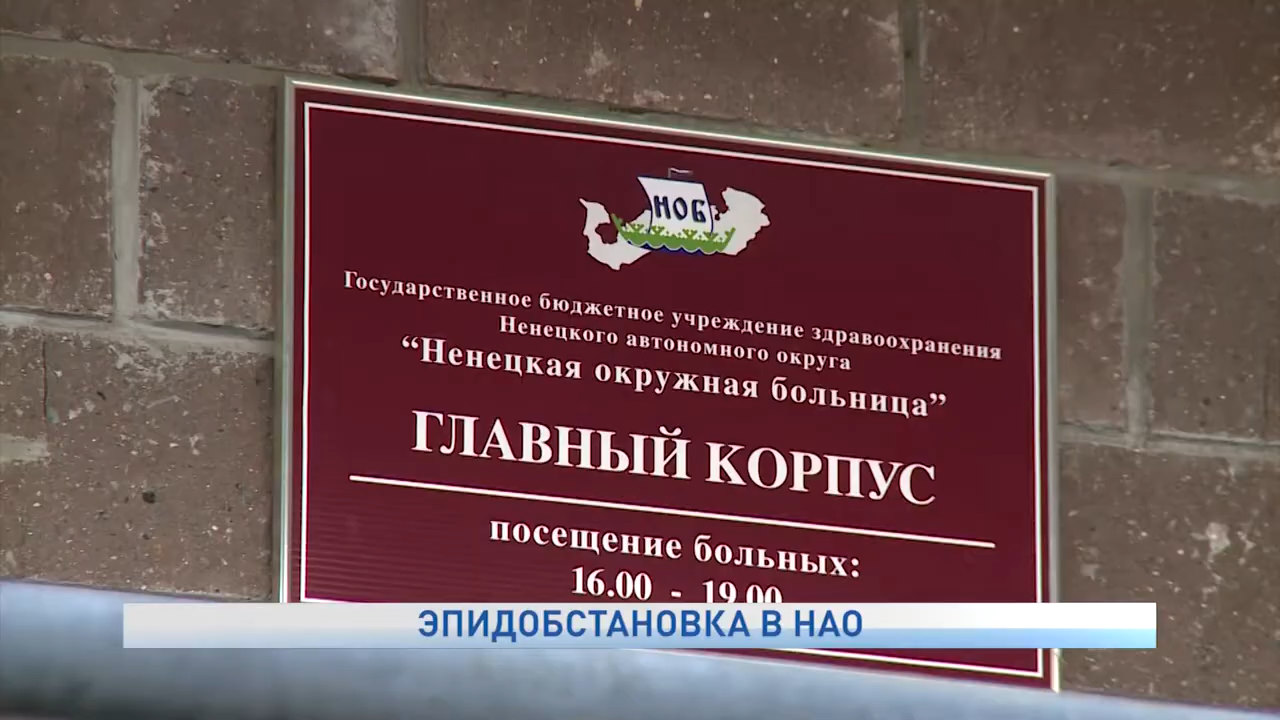 НОБ
Государственное бюджетное учреждение здравоохранения
Ненецкого автономного округа
“Ненецкая окружная больница”
ГЛАВНЫЙ КОРПУС
посещение больных:
16.00 - 19.00
ЭПИДОБСТАНОВКА В НАО